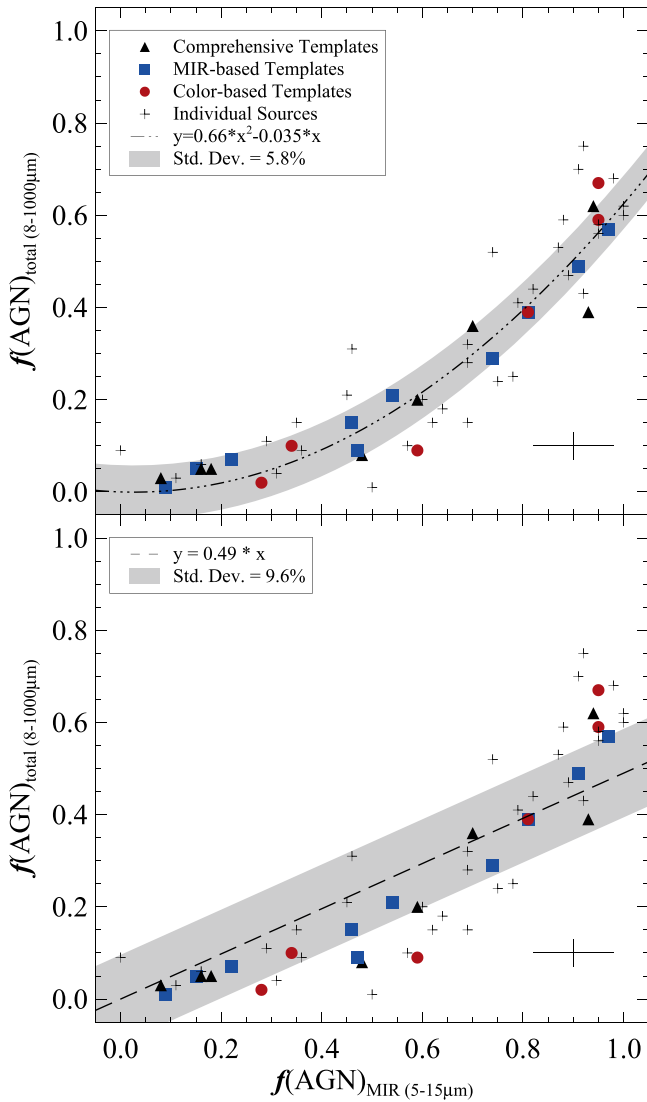 1.0
0.8
0.6
0.4
0.2
0.0
f(AGN)total (8-1000μm)
Comprehensive Templates
MIR-based Templates
Color-based Templates
Individual Sources
y=0.66*x²-0.035*x
Std. Dev. = 5.8%
1.0
0.8
0.6
0.4
0.2
0.0
f(AGN)total (8-1000μm)
y = 0.49 * x
Std. Dev. = 9.6%
0.0 0.2 0.4 0.6 0.8 1.0
f(AGN)MIR (5-15μm)